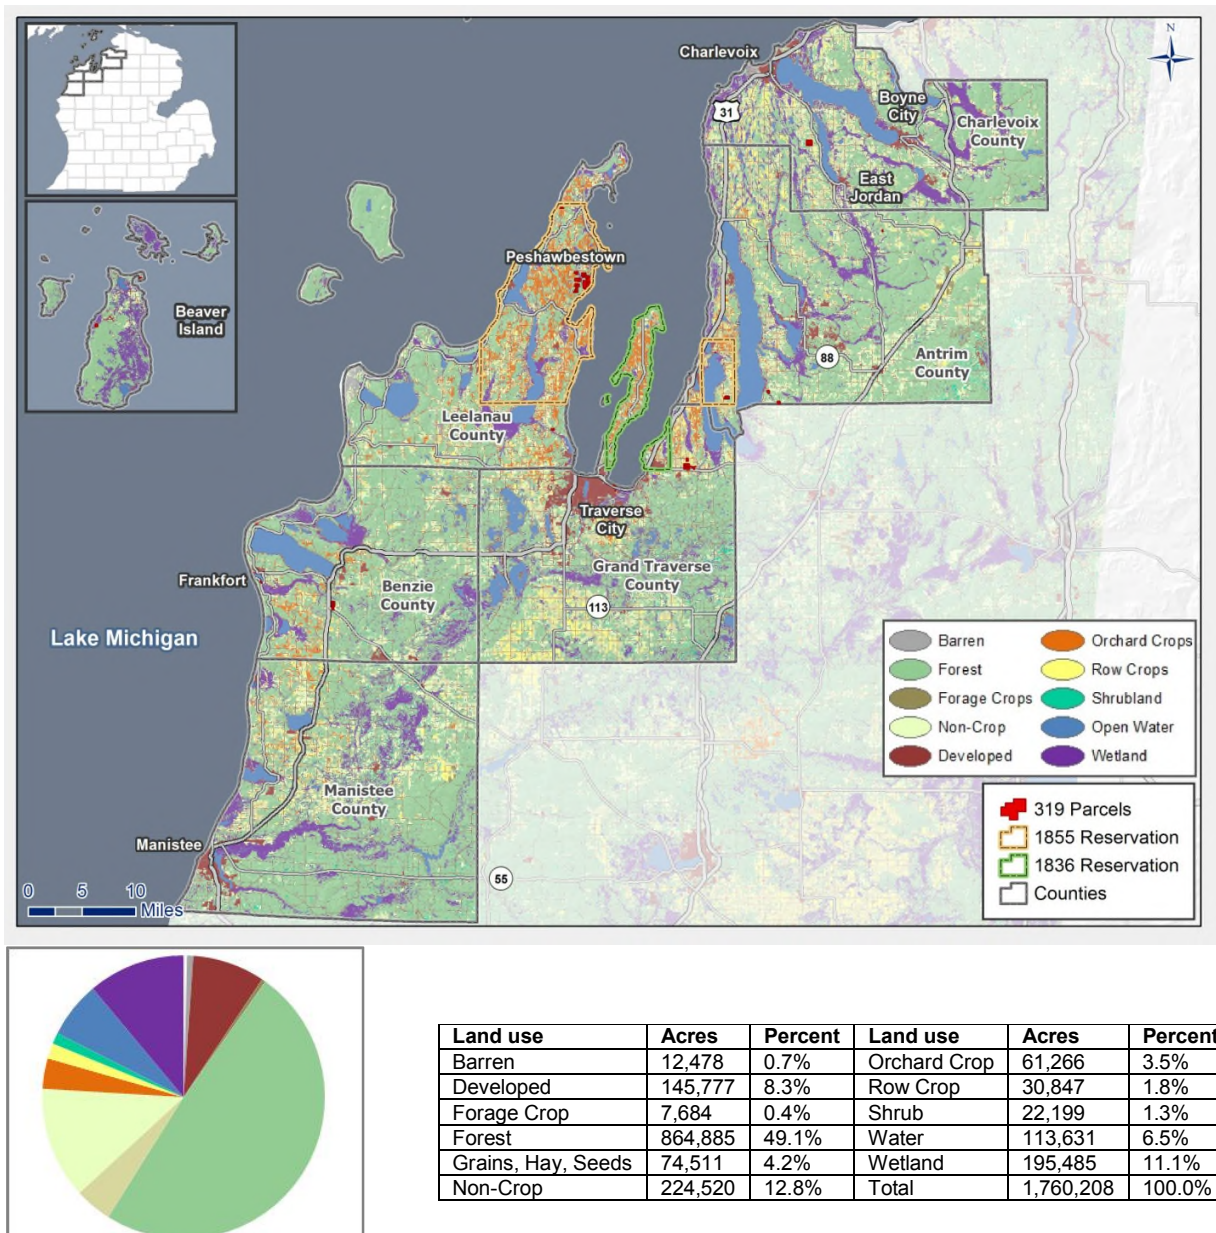 Charlevoix
N
31
Boyne
City
Charlevoix
County
East
Jordan
Peshawbestown
Beaver
Island
88
Antrim
County
Leelanau
County
Traverse
City
Frankfort
Benzie
County
Grand Traverse
County
113
Lake Michigan
Barren
Orchard Crops
Forest
Row Crops
Forage Crops
Shrubland
Non-Crop
Open Water
Developed
Wetland
Manistee
County
319 Parcels
1855 Reservation
1836 Reservation
Counties
Manistee
55
0 5 10
Miles
Land use Acres Percent Land use Acres Percent
Barren 12,478 0.7% Orchard Crop 61,266 3.5%
Developed 145,777 8.3% Row Crop 30,847 1.8%
Forage Crop 7,684 0.4% Shrub 22,199 1.3%
Forest 864,885 49.1% Water 113,631 6.5%
Grains, Hay, Seeds 74,511 4.2% Wetland 195,485 11.1%
Non-Crop 224,520 12.8% Total 1,760,208 100.0%